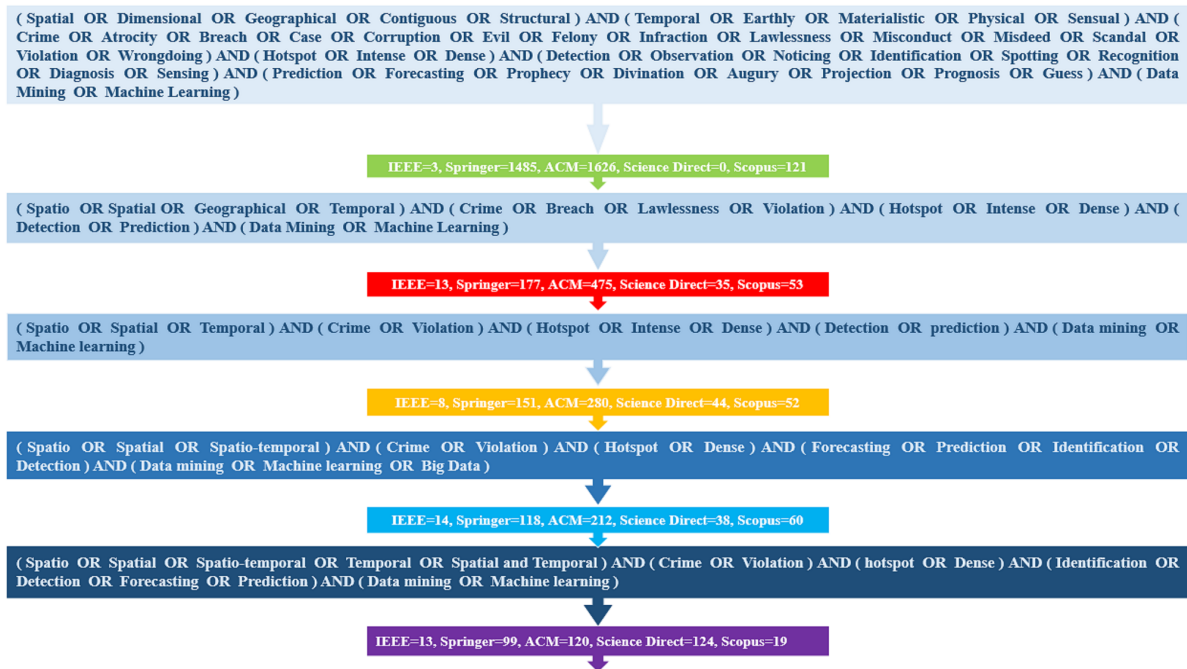 ( Spatial OR Dimensional OR Geographical OR Contiguous OR Structural ) AND ( Temporal OR Earthly OR Materialistic OR Physical OR Sensual ) AND (
Crime OR Atrocity OR Breach OR Case OR Corruption OR Evil OR Felony OR Infraction OR Lawlessness OR Misconduct OR Misdeed OR Scandal OR
Violation OR Wrongdoing ) AND ( Hotspot OR Intense OR Dense ) AND ( Detection OR Observation OR Noticing OR Identification OR Spotting OR Recognition
OR Diagnosis OR Sensing ) AND ( Prediction OR Forecasting OR Prophecy OR Divination OR Augury OR Projection OR Prognosis OR Guess ) AND ( Data
Mining OR Machine Learning )
IEEE=3, Springer=1485, ACM=1626, Science Direct=0, Scopus=121
( Spatio OR Spatial OR Geographical OR Temporal ) AND ( Crime OR Breach OR Lawlessness OR Violation ) AND ( Hotspot OR Intense OR Dense ) AND (
Detection OR Prediction ) AND ( Data Mining OR Machine Learning )
IEEE=13, Springer=177, ACM=475, Science Direct=35, Scopus=53
( Spatio OR Spatial OR Temporal ) AND ( Crime OR Violation ) AND ( Hotspot OR Intense OR Dense ) AND ( Detection OR prediction ) AND ( Data mining OR
Machine learning )
IEEE=8, Springer=151, ACM=280, Science Direct=44, Scopus=52
( Spatio OR Spatial OR Spatio-temporal ) AND ( Crime OR Violation ) AND ( Hotspot OR Dense ) AND ( Forecasting OR Prediction OR Identification OR
Detection ) AND ( Data mining OR Machine learning OR Big Data )
IEEE=14, Springer=118, ACM=212, Science Direct=38, Scopus=60
( Spatio OR Spatial OR Spatio-temporal OR Temporal OR Spatial and Temporal ) AND ( Crime OR Violation ) AND ( hotspot OR Dense ) AND ( Identification OR
Detection OR Forecasting OR Prediction ) AND ( Data mining OR Machine learning )
IEEE=13, Springer=99, ACM=120, Science Direct=124, Scopus=19